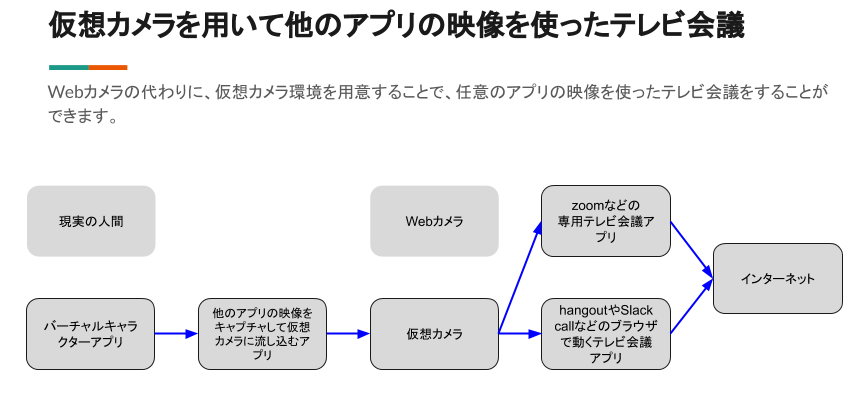 仮想カメラを用いて他のアプリの映像を使ったテレビ会議
Webカメラの代わりに、仮想カメラ環境を用意することで、任意のアプリの映像を使ったテレビ会議をすることが
できます。
現実の人間
Webカメラ
zoomなどの
専用テレビ会議ア
プリ
インターネット
バーチャルキャラ
クターアプリ
他のアプリの映像を
キャプチャして仮想
カメラに流し込むア
プリ
仮想カメラ
hangoutやSlack
callなどのブラウザ
で動くテレビ会議
アプリ